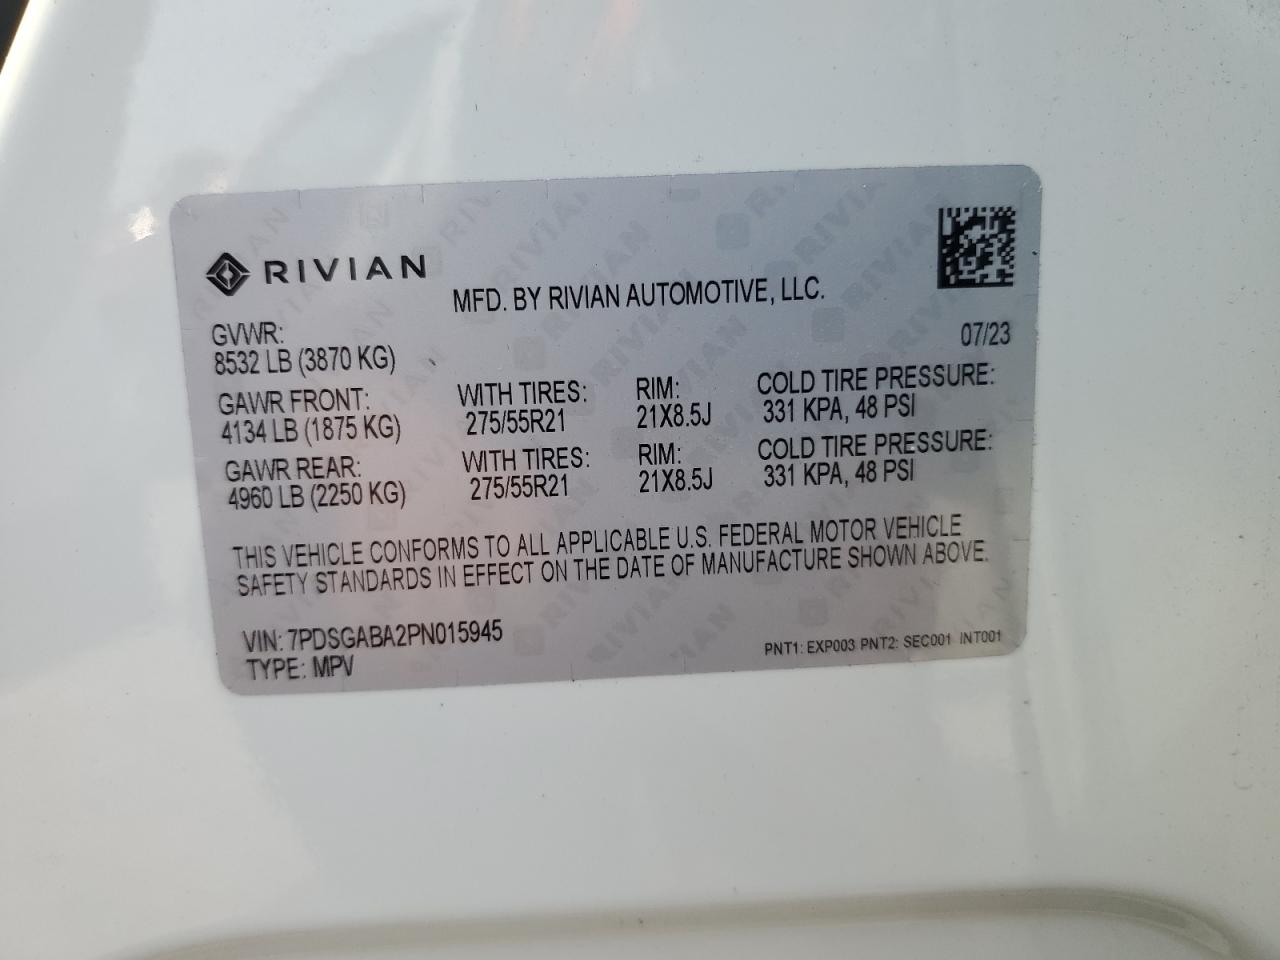 RIVIAN
MFD. BY RIVIAN AUTOMOTIVE, LLC.
07/23
GVWR:
8532 LB (3870 KG)
GAWR FRONT: WITH TIRES: RIM: COLD TIRE PRESSURE:
4134 LB (1875 KG) 275/55R21 21X8.5J 331 KPA, 48 PSI
GAWR REAR: WITH TIRES: RIM: COLD TIRE PRESSURE:
4960 LB (2250 KG) 275/55R21 21X8.5J 331 KPA, 48 PSI
THIS VEHICLE CONFORMS TO ALL APPLICABLE U.S. FEDERAL MOTOR VEHICLE
SAFETY STANDARDS IN EFFECT ON THE DATE OF MANUFACTURE SHOWN ABOVE.
VIN: 7PDSGABA2PN015945
TYPE: MPV
PNT1: EXP003 PNT2: SEC001 INT001